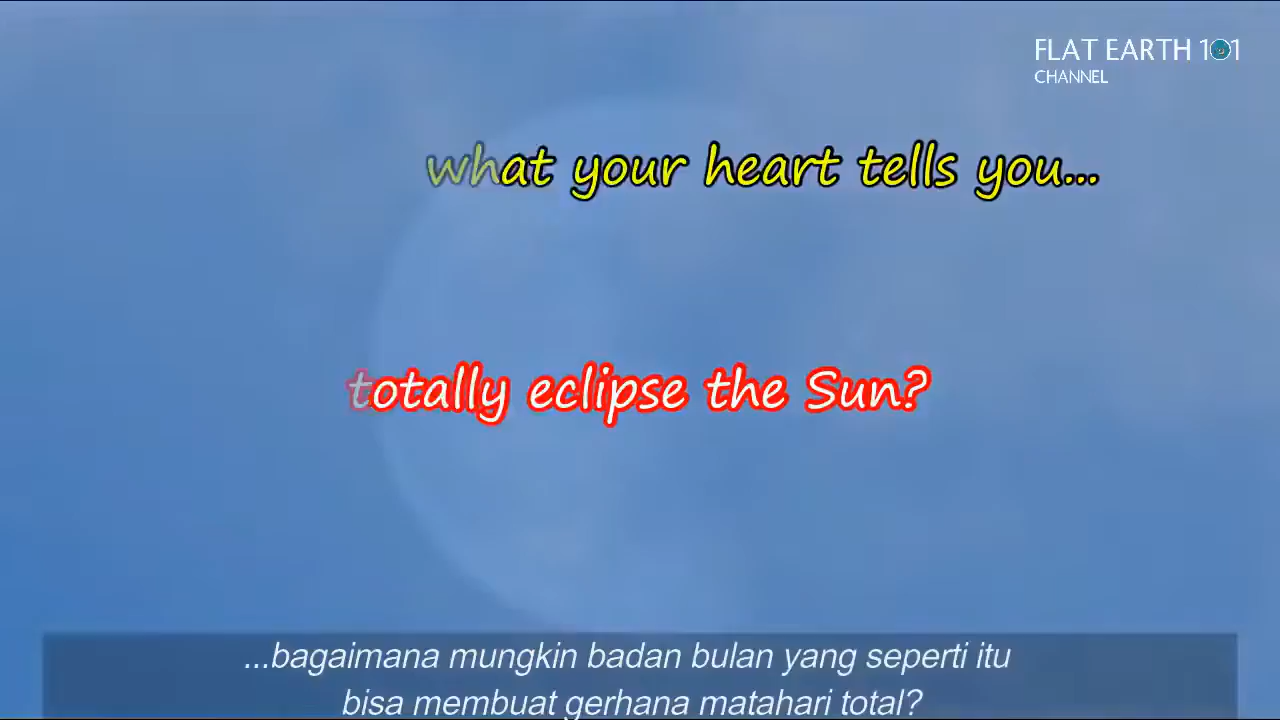 FLAT EARTH 101
CHANNEL
what your heart tells you...
totally eclipse the Sun?
...bagaimana mungkin badan bulan yang seperti itu
bisa membuat gerhana matahari total?